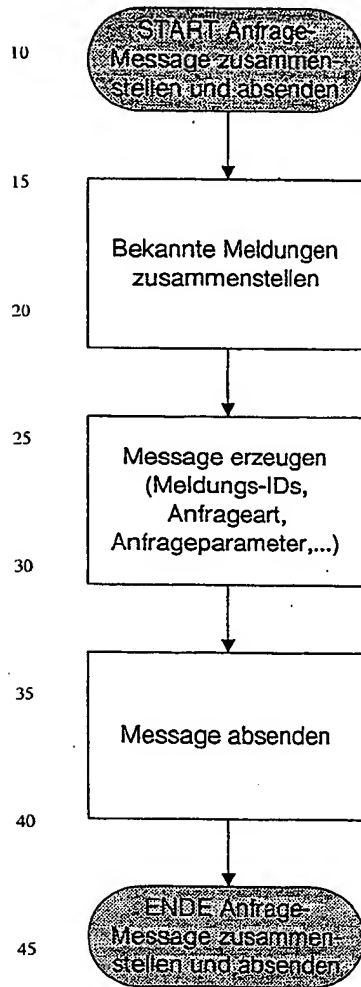 10
START Anfrage-
Message zusammen-
stellen und absenden
15
Bekannte Meldungen
zusammenstellen
20
25
Message erzeugen
(Meldungs-IDs,
Anfrageart,
Anfrageparameter,...)
30
35
Message absenden
40
ENDE Anfrage-
Message zusammen-
stellen und absenden
45